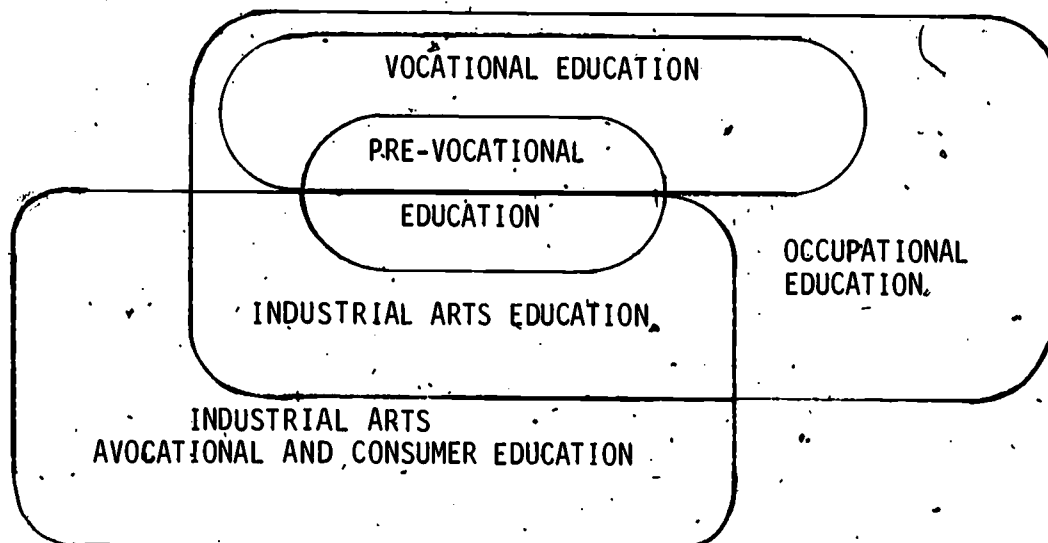 VOCATIONAL EDUCATION
PRE-VOCATIONAL
EDUCATION
OCCUPATIONAL
EDUCATION
INDUSTRIAL ARTS EDUCATION
INDUSTRIAL ARTS
AVOCATIONAL AND CONSUMER EDUCATION